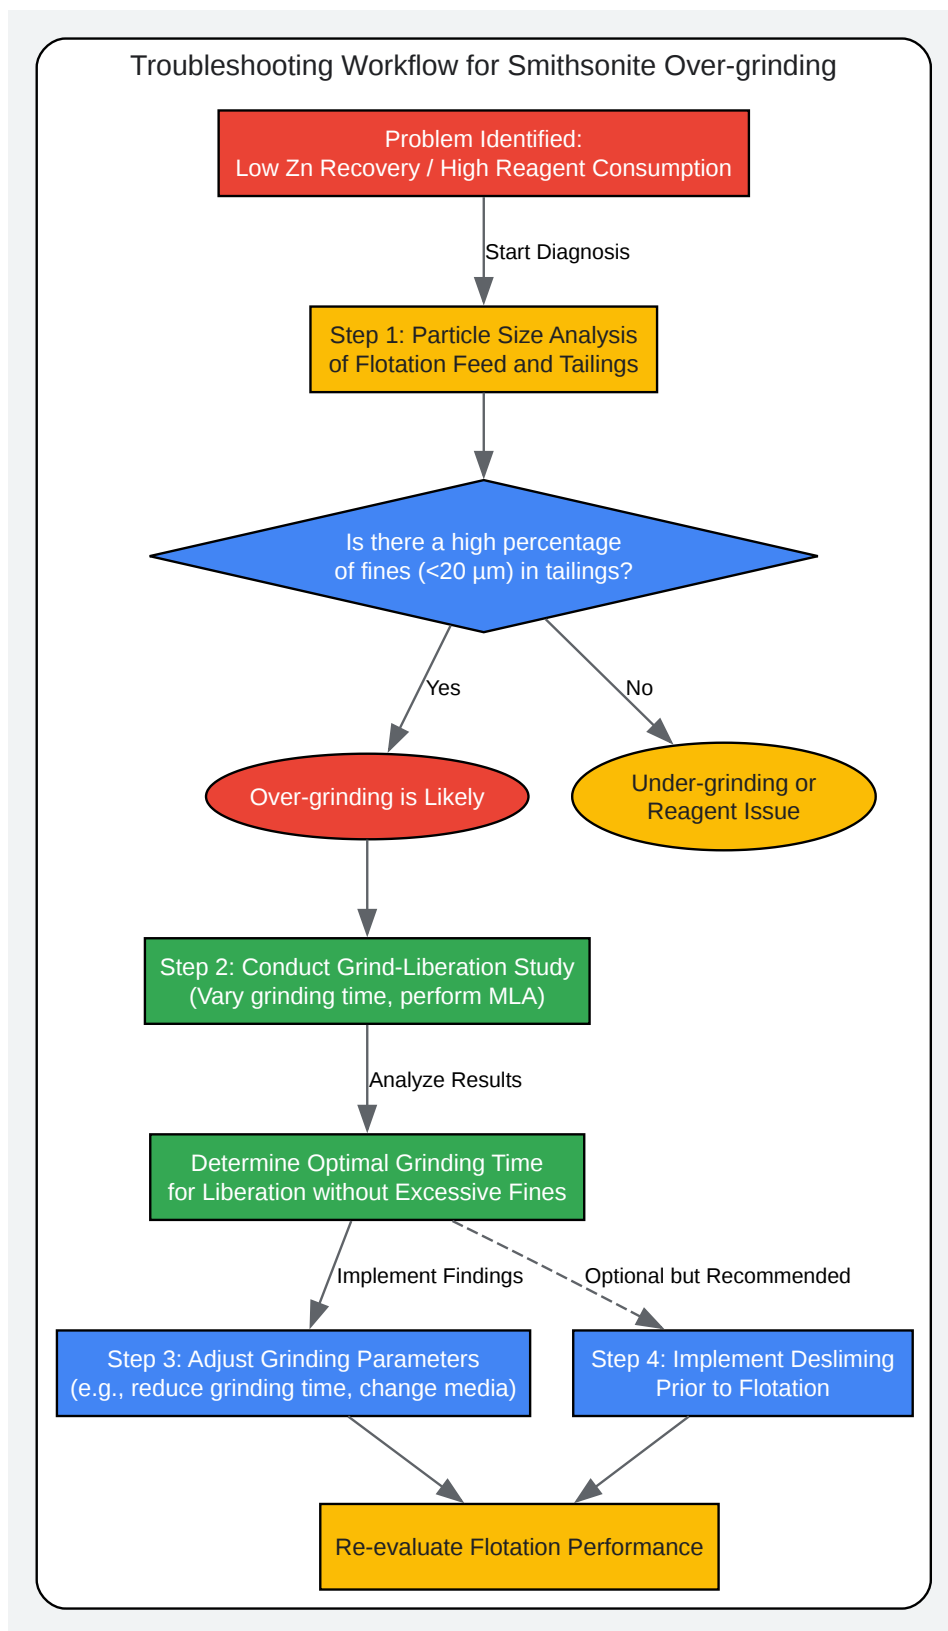 Troubleshooting Workflow for Smithsonite Over-grinding
Problem Identified:
Low Zn Recovery / High Reagent Consumption
Start Diagnosis
Step 1: Particle Size Analysis
of Flotation Feed and Tailings
Is there a high percentage
of fines (<20 µm) in tailings?
Yes
No
Over-grinding is Likely
Under-grinding or
Reagent Issue
Step 2: Conduct Grind-Liberation Study
(Vary grinding time, perform MLA)
Analyze Results
Determine Optimal Grinding Time
for Liberation without Excessive Fines
Implement Findings
Optional but Recommended
Step 3: Adjust Grinding Parameters
(e.g., reduce grinding time, change media)
Step 4: Implement Desliming
Prior to Flotation
Re-evaluate Flotation Performance